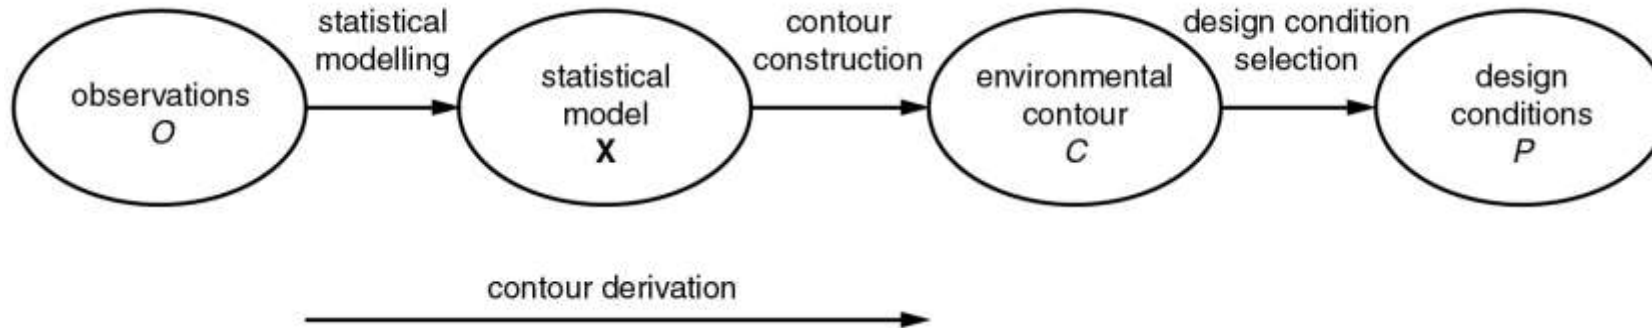 observations
O
statistical
modelling
statistical
model
X
contour
construction
environmental
contour
C
design condition
selection
design
conditions
P
contour derivation